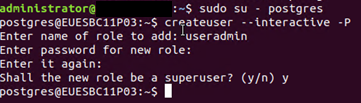 administrator@ :~$ sudo su - postgres
postgres@EUESBC11P03:~$ createuser --interactive -P
Enter name of role to add: useradmin
Enter password for new role:
Enter it again:
Shall the new role be a superuser? (y/n) y
postgres@EUESBC11P03:~$